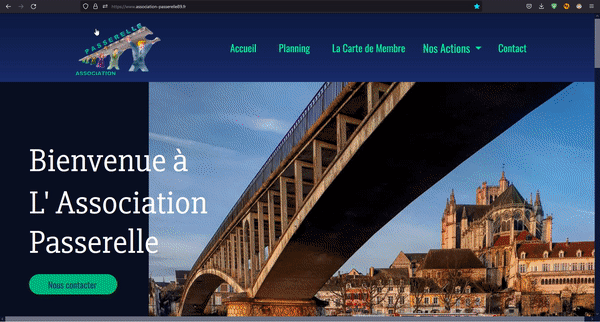 https://www.association-passerelle89.fr
PASSERELLE
ASSOCIATION
Accueil
Planning
La Carte de Membre
Nos Actions
Contact
Bienvenue à
L' Association
Passerelle
Nous contacter